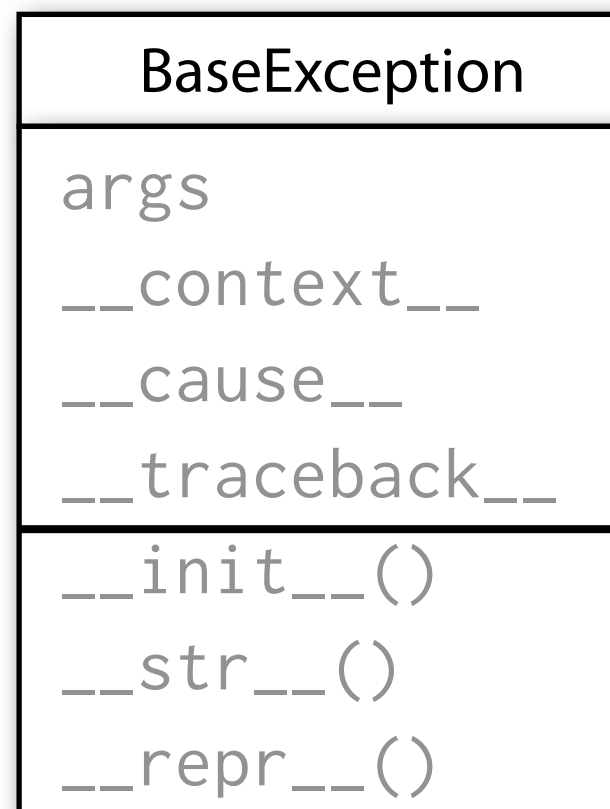 BaseException
args
__context__
__cause__
__traceback__
__init__()
__str__()
__repr__()